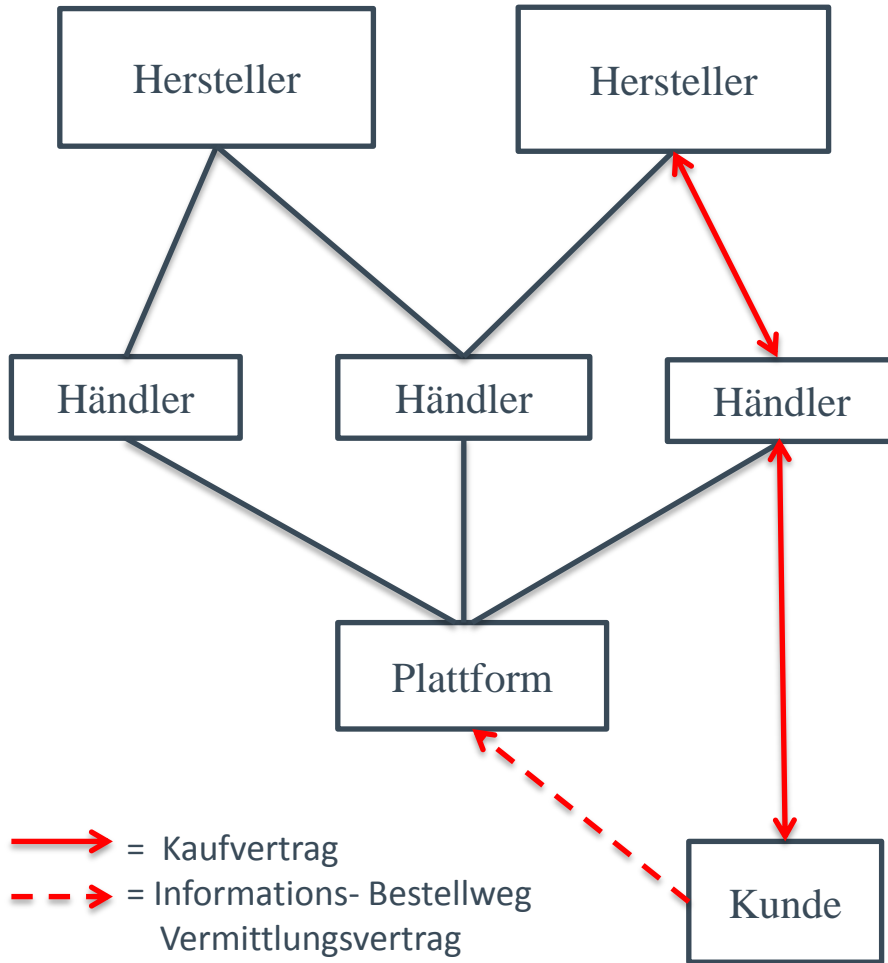 Hersteller
Hersteller
Händler
Händler
Händler
Plattform
= Kaufvertrag
= Informations- Bestellweg
Vermittlungsvertrag
Kunde